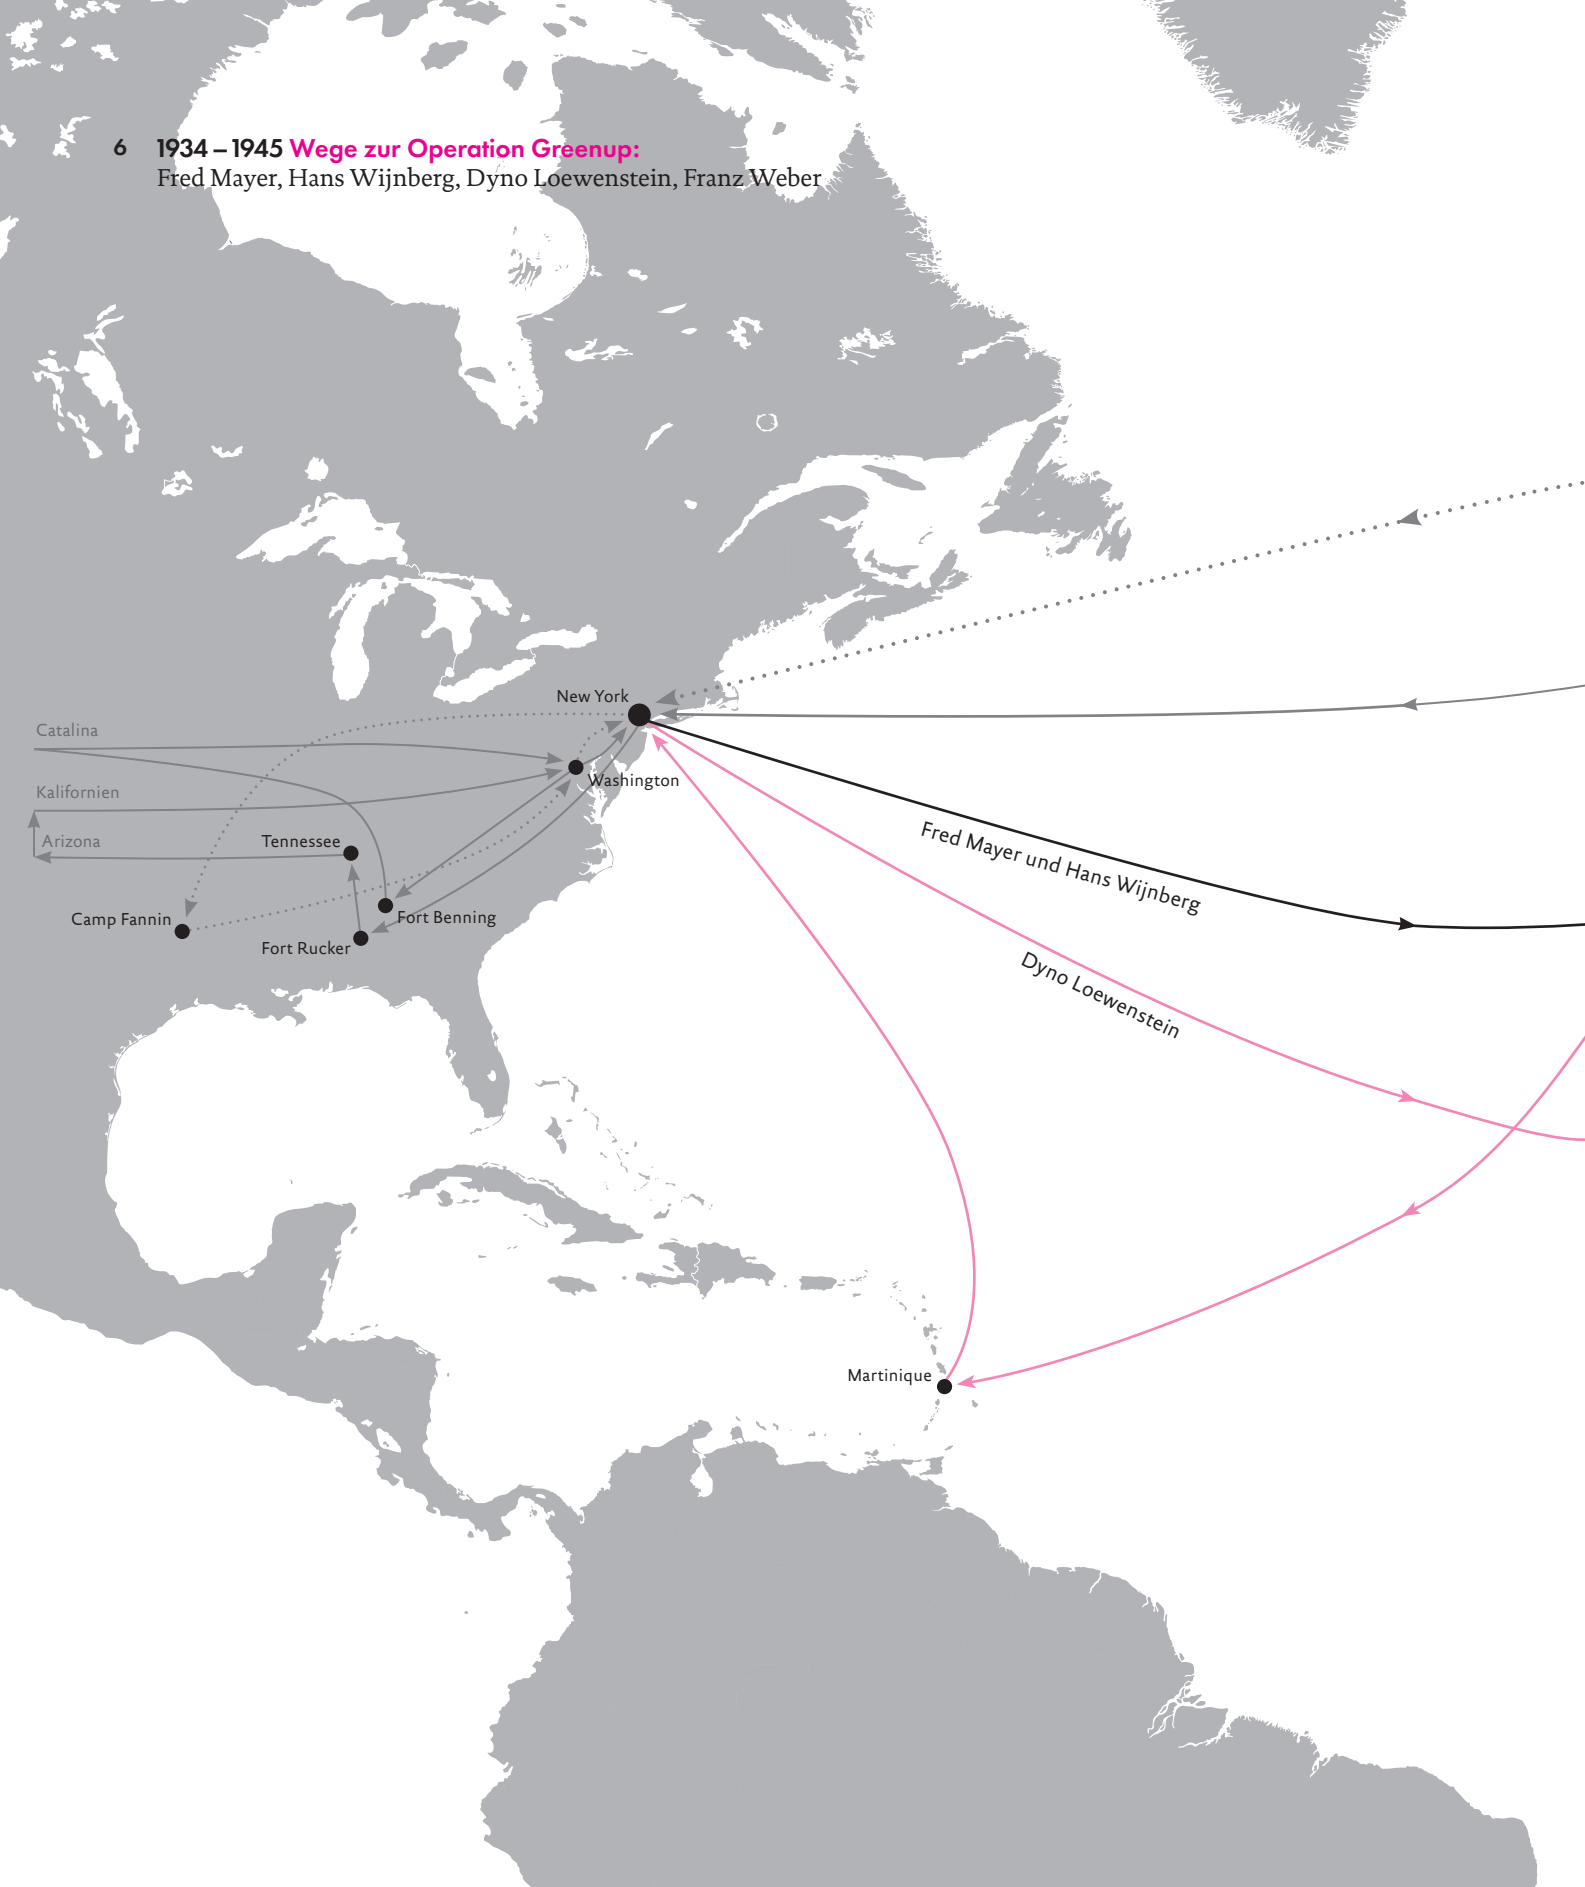 6 1934 – 1945 Wege zur Operation Greenup:
Fred Mayer, Hans Wijnberg, Dyno Loewenstein, Franz Weber
New York
Catalina
Washington
Kalifornien
Arizona
Tennessee
Camp Fannin
Fort Benning
Fort Rucker
Fred Mayer und Hans Wijnberg
Dyno Loewenstein
Martinique